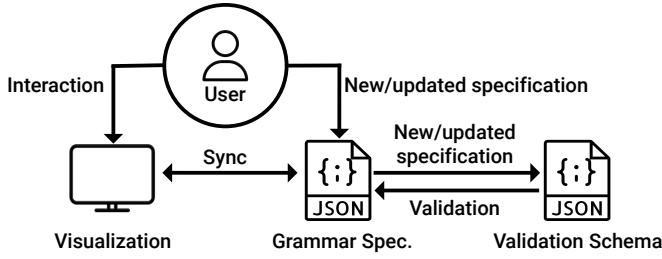 User
Interaction
New/updated specification
Sync
New/updated
specification
Validation
{;}
JSON
{;}
JSON
Visualization
Grammar Spec.
Validation Schema